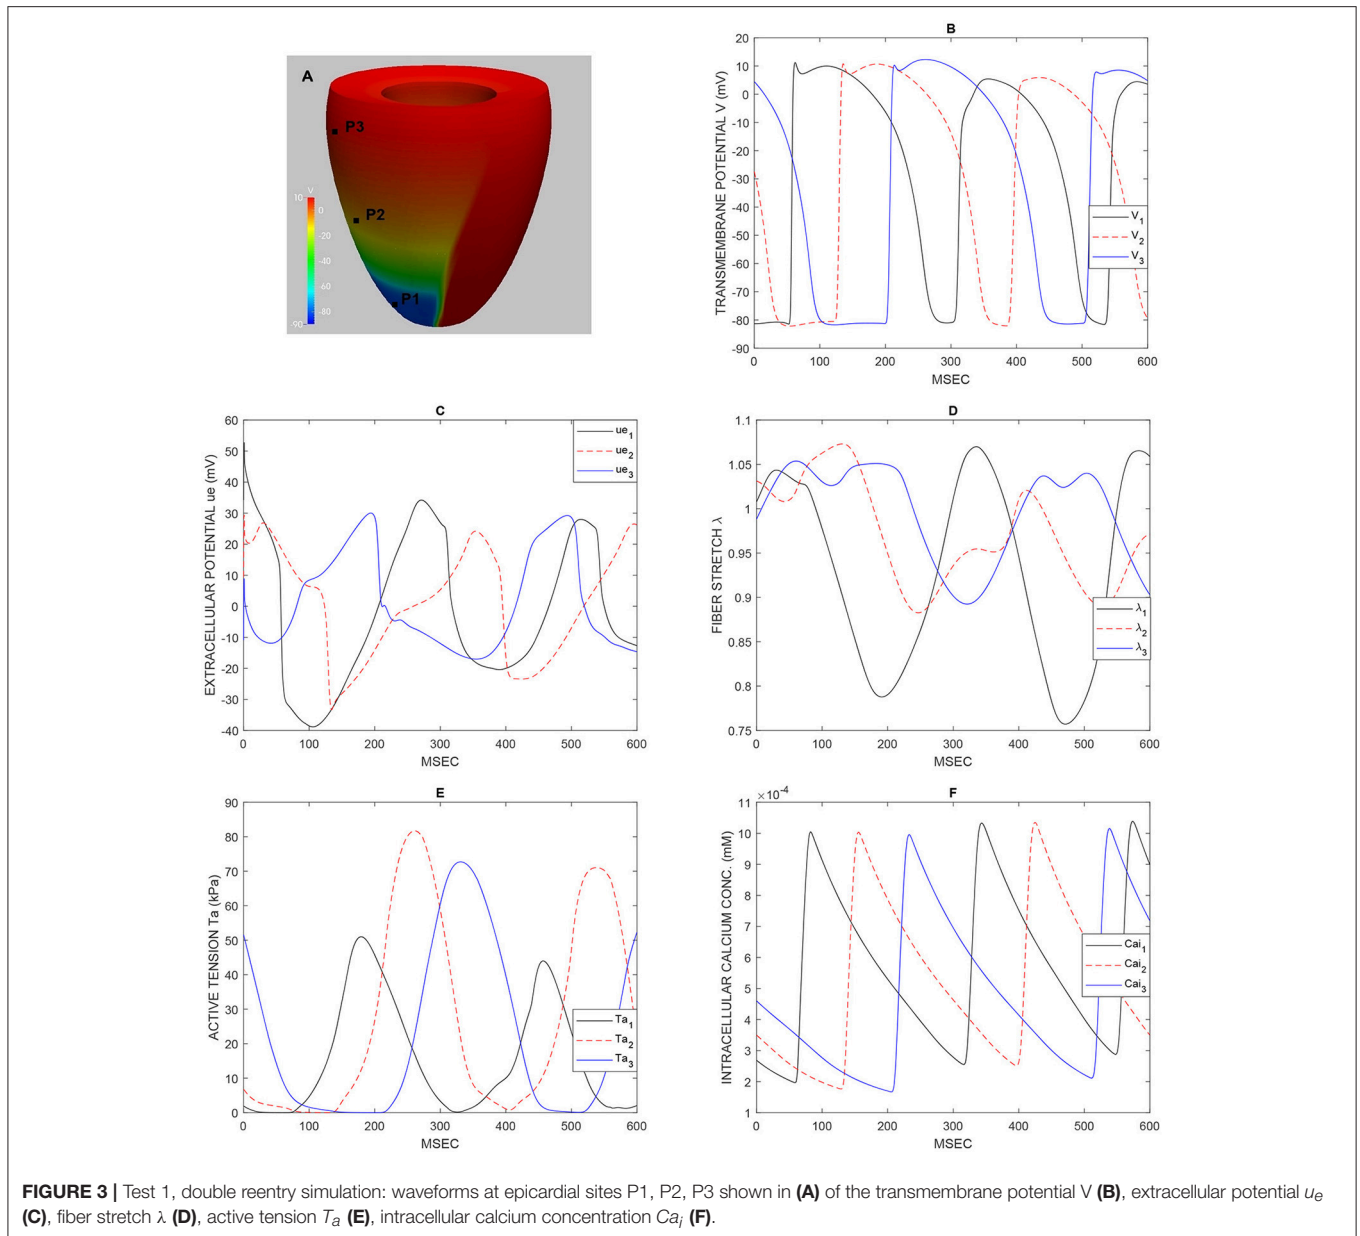 A
P3
P2
P1
V
10
0
-20
-40
-60
-80
-90
B
TRANSMEMBRANE POTENTIAL V (mV)
20
10
0
-10
-20
-30
-40
-50
-60
-70
-80
-90
0 100 200 300 400 500 600
MSEC
V1
V2
V3
C
EXTRACELLULAR POTENTIAL ue (mV)
60
50
40
30
20
10
0
-10
-20
-30
-40
0 100 200 300 400 500 600
MSEC
ue1
ue2
ue3
D
FIBER STRETCH λ
1.1
1.05
1
0.95
0.9
0.85
0.8
0.75
0 100 200 300 400 500 600
MSEC
λ1
λ2
λ3
E
ACTIVE TENSION Ta (kPa)
90
80
70
60
50
40
30
20
10
0
0 100 200 300 400 500 600
MSEC
Ta1
Ta2
Ta3
F
×10-4
INTRACELLULAR CALCIUM CONC. (mM)
11
10
9
8
7
6
5
4
3
2
1
0 100 200 300 400 500 600
MSEC
Cai1
Cai2
Cai3
FIGURE 3 | Test 1, double reentry simulation: waveforms at epicardial sites P1, P2, P3 shown in (A) of the transmembrane potential V (B), extracellular potential ue
(C), fiber stretch λ (D), active tension Ta (E), intracellular calcium concentration Cai (F).